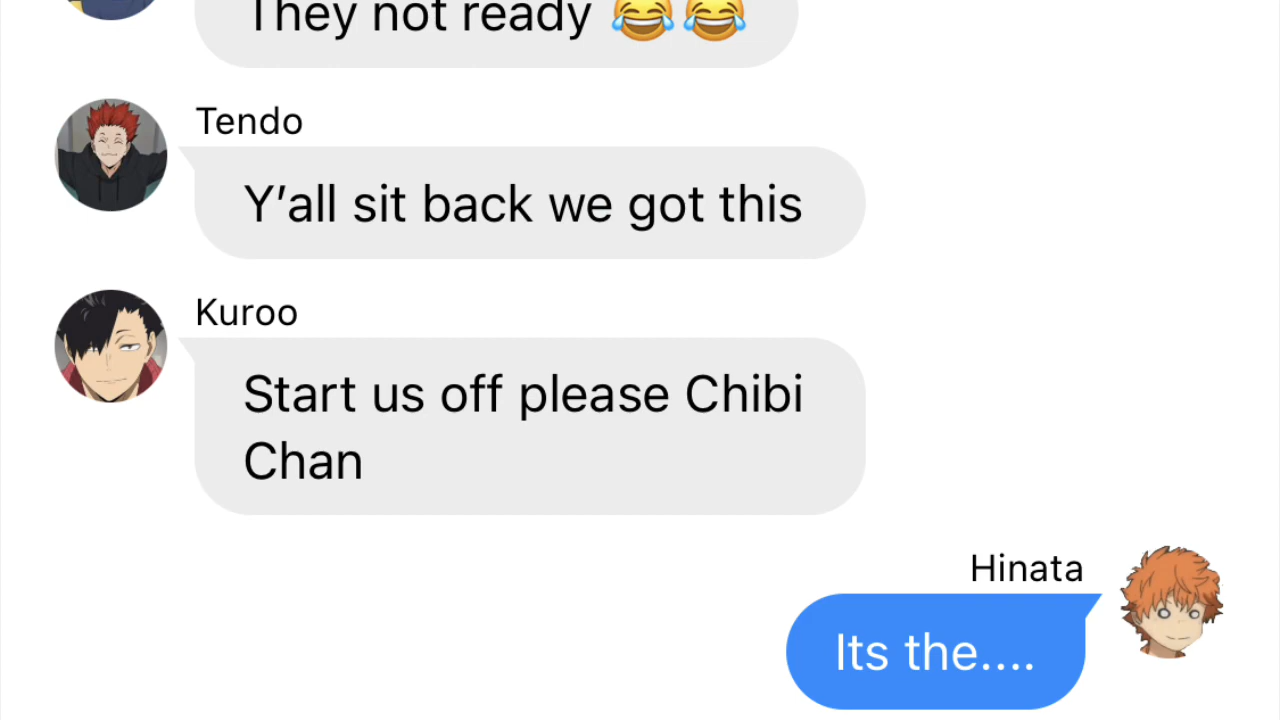 They not ready 😂😂
Tendo
Y’all sit back we got this
Kuroo
Start us off please Chibi
Chan
Hinata
Its the....